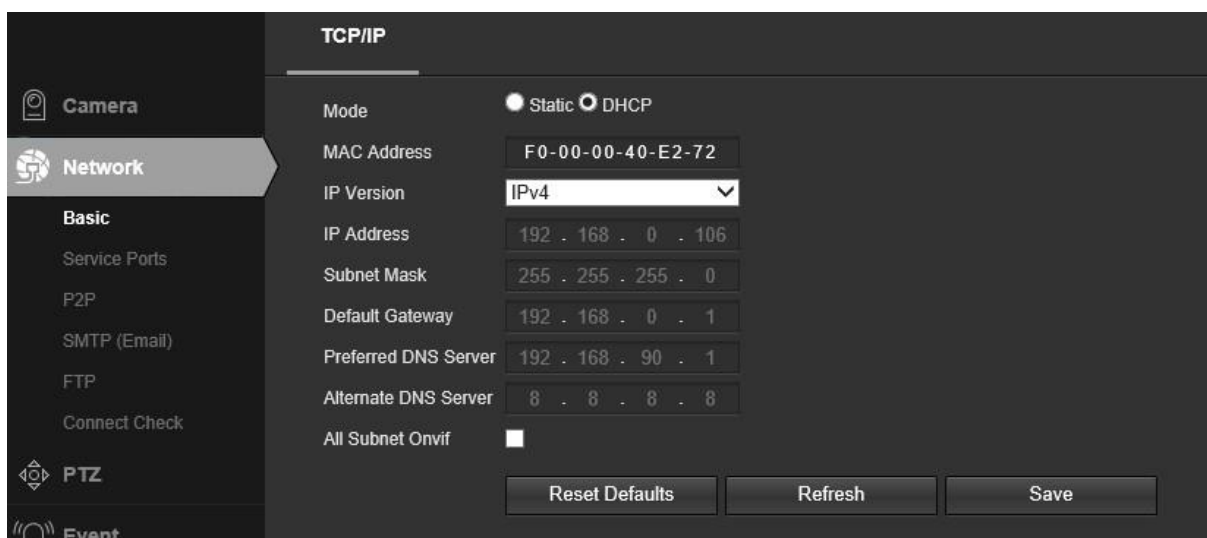 TCP/IP
Camera
Network
Basic
Service Ports
P2P
SMTP (Email)
FTP
Connect Check
PTZ
Event
Mode Static DHCP
MAC Address F0-00-00-40-E2-72
IP Version IPv4
IP Address 192 . 168 . 0 . 106
Subnet Mask 255 . 255 . 255 . 0
Default Gateway 192 . 168 . 0 . 1
Preferred DNS Server 192 . 168 . 90 . 1
Alternate DNS Server 8 . 8 . 8 . 8
All Subnet Onvif
Reset Defaults Refresh Save